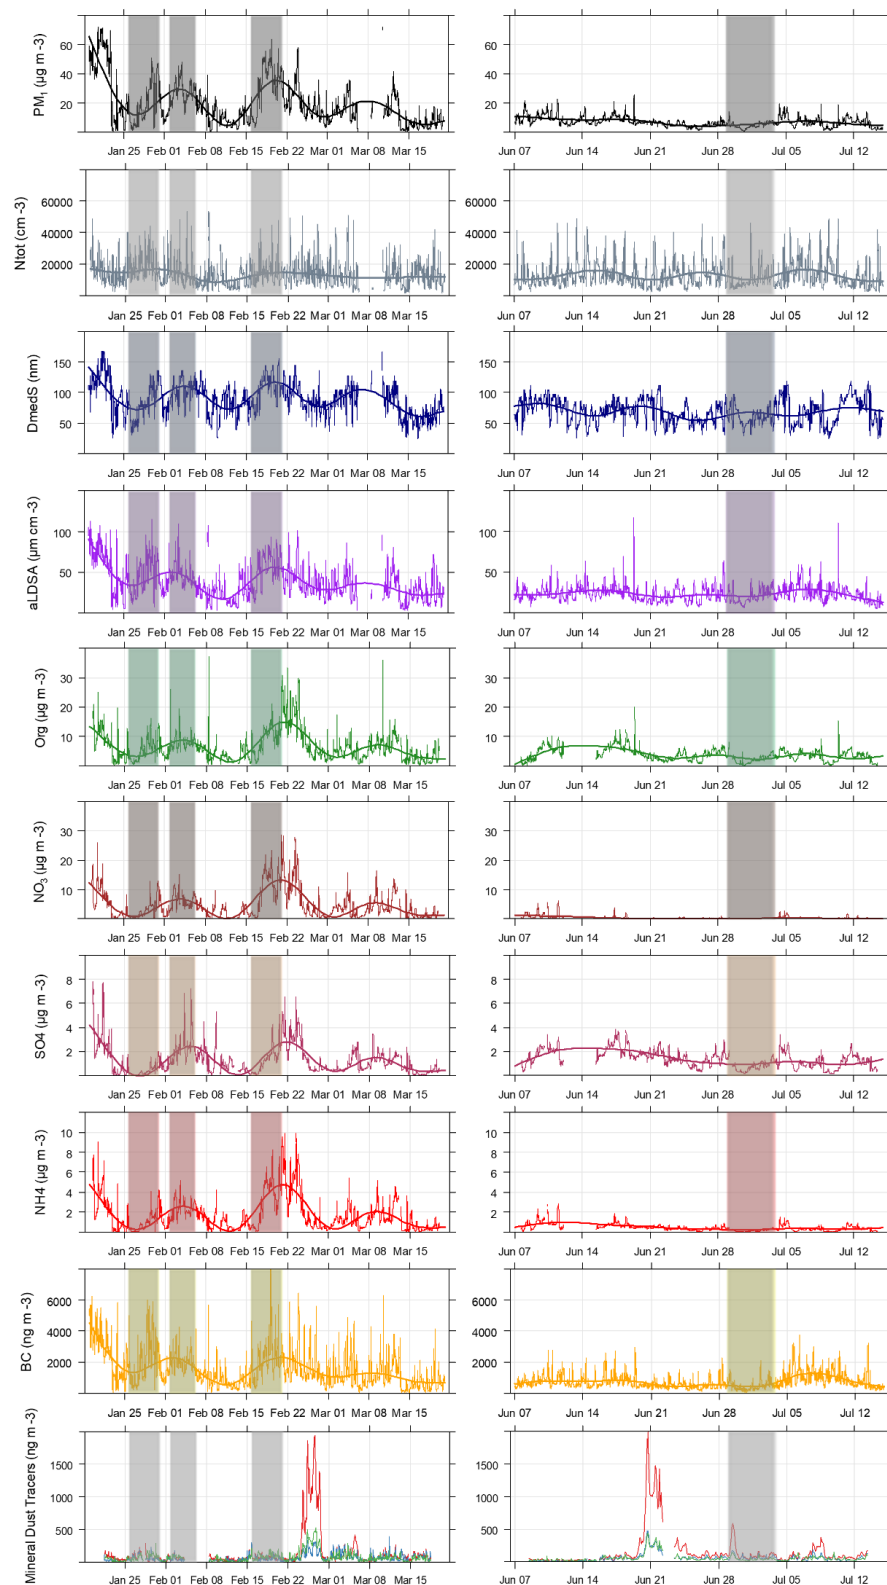 PM1 (µg m -3)
60
40
20
60
40
20
Jan 25 Feb 01 Feb 08 Feb 15 Feb 22 Mar 01 Mar 08 Mar 15
Jun 07 Jun 14 Jun 21 Jun 28 Jul 05 Jul 12
Ntot (cm -3)
60000
40000
20000
60000
40000
20000
Jan 25 Feb 01 Feb 08 Feb 15 Feb 22 Mar 01 Mar 08 Mar 15
Jun 07 Jun 14 Jun 21 Jun 28 Jul 05 Jul 12
DmedS (nm)
150
100
50
150
100
50
Jan 25 Feb 01 Feb 08 Feb 15 Feb 22 Mar 01 Mar 08 Mar 15
Jun 07 Jun 14 Jun 21 Jun 28 Jul 05 Jul 12
aLDSA (µm cm -3)
100
50
100
50
Jan 25 Feb 01 Feb 08 Feb 15 Feb 22 Mar 01 Mar 08 Mar 15
Jun 07 Jun 14 Jun 21 Jun 28 Jul 05 Jul 12
Org (µg m -3)
30
20
10
30
20
10
Jan 25 Feb 01 Feb 08 Feb 15 Feb 22 Mar 01 Mar 08 Mar 15
Jun 07 Jun 14 Jun 21 Jun 28 Jul 05 Jul 12
NO3 (µg m -3)
30
20
10
30
20
10
Jan 25 Feb 01 Feb 08 Feb 15 Feb 22 Mar 01 Mar 08 Mar 15
Jun 07 Jun 14 Jun 21 Jun 28 Jul 05 Jul 12
SO4 (µg m -3)
8
6
4
2
8
6
4
2
Jan 25 Feb 01 Feb 08 Feb 15 Feb 22 Mar 01 Mar 08 Mar 15
Jun 07 Jun 14 Jun 21 Jun 28 Jul 05 Jul 12
NH4 (µg m -3)
10
8
6
4
2
10
8
6
4
2
Jan 25 Feb 01 Feb 08 Feb 15 Feb 22 Mar 01 Mar 08 Mar 15
Jun 07 Jun 14 Jun 21 Jun 28 Jul 05 Jul 12
BC (ng m -3)
6000
4000
2000
6000
4000
2000
Jan 25 Feb 01 Feb 08 Feb 15 Feb 22 Mar 01 Mar 08 Mar 15
Jun 07 Jun 14 Jun 21 Jun 28 Jul 05 Jul 12
Mineral Dust Tracers (ng m -3)
1500
1000
500
1500
1000
500
Jan 25 Feb 01 Feb 08 Feb 15 Feb 22 Mar 01 Mar 08 Mar 15
Jun 07 Jun 14 Jun 21 Jun 28 Jul 05 Jul 12